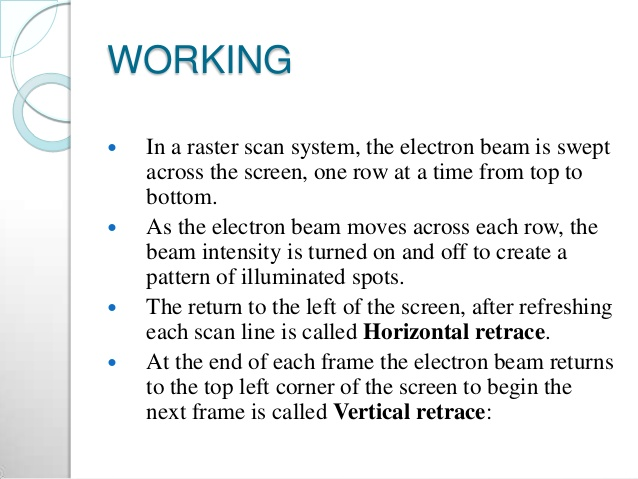 WORKING
• In a raster scan system, the electron beam is swept
across the screen, one row at a time from top to
bottom.
• As the electron beam moves across each row, the
beam intensity is turned on and off to create a
pattern of illuminated spots.
• The return to the left of the screen, after refreshing
each scan line is called Horizontal retrace.
• At the end of each frame the electron beam returns
to the top left corner of the screen to begin the
next frame is called Vertical retrace: